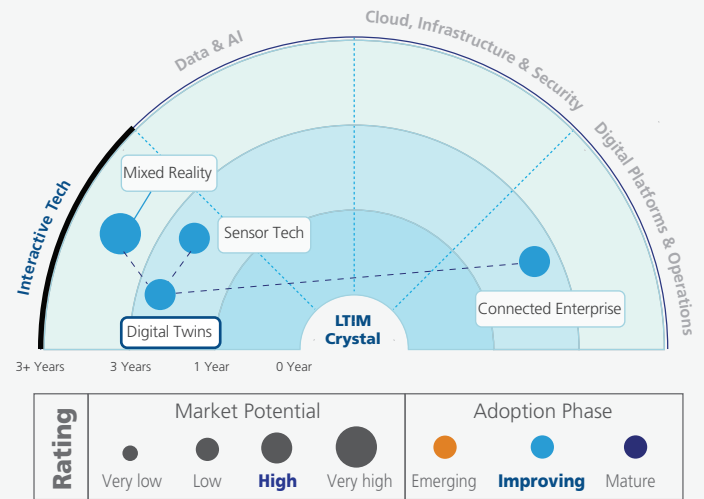 Data & AI
Cloud, Infrastructure & Security
Interactive Tech
Digital Platforms & Operations
Mixed Reality
Sensor Tech
Connected Enterprise
Digital Twins
LTIM
Crystal
3+ Years
3 Years
1 Year
0 Year
Rating
Market Potential
Very low
Low
High
Very high
Adoption Phase
Emerging
Improving
Mature